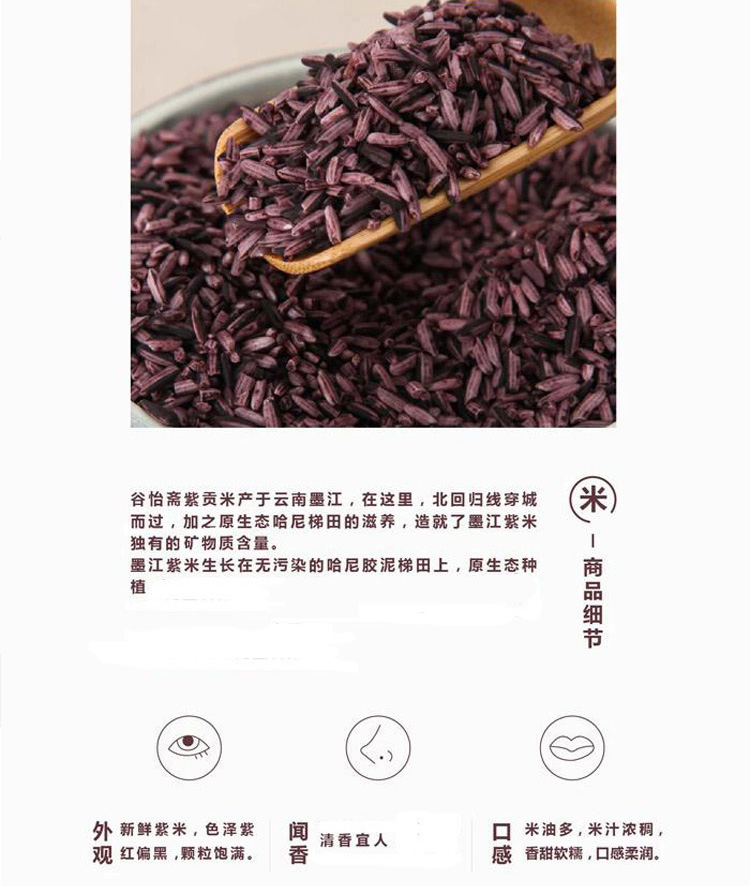 谷怡斋紫贡米产于云南墨江，在这里，北回归线穿城
而过，加之原生态哈尼梯田的滋养，造就了墨江紫米
独有的矿物质含量。
墨江紫米生长在无污染的哈尼胶泥梯田上，原生态种
植
米
商品细节
外观
新鲜紫米，色泽紫
红偏黑，颗粒饱满。
闻香
清香宜人
口感
米油多，米汁浓稠，
香甜软糯，口感柔润。